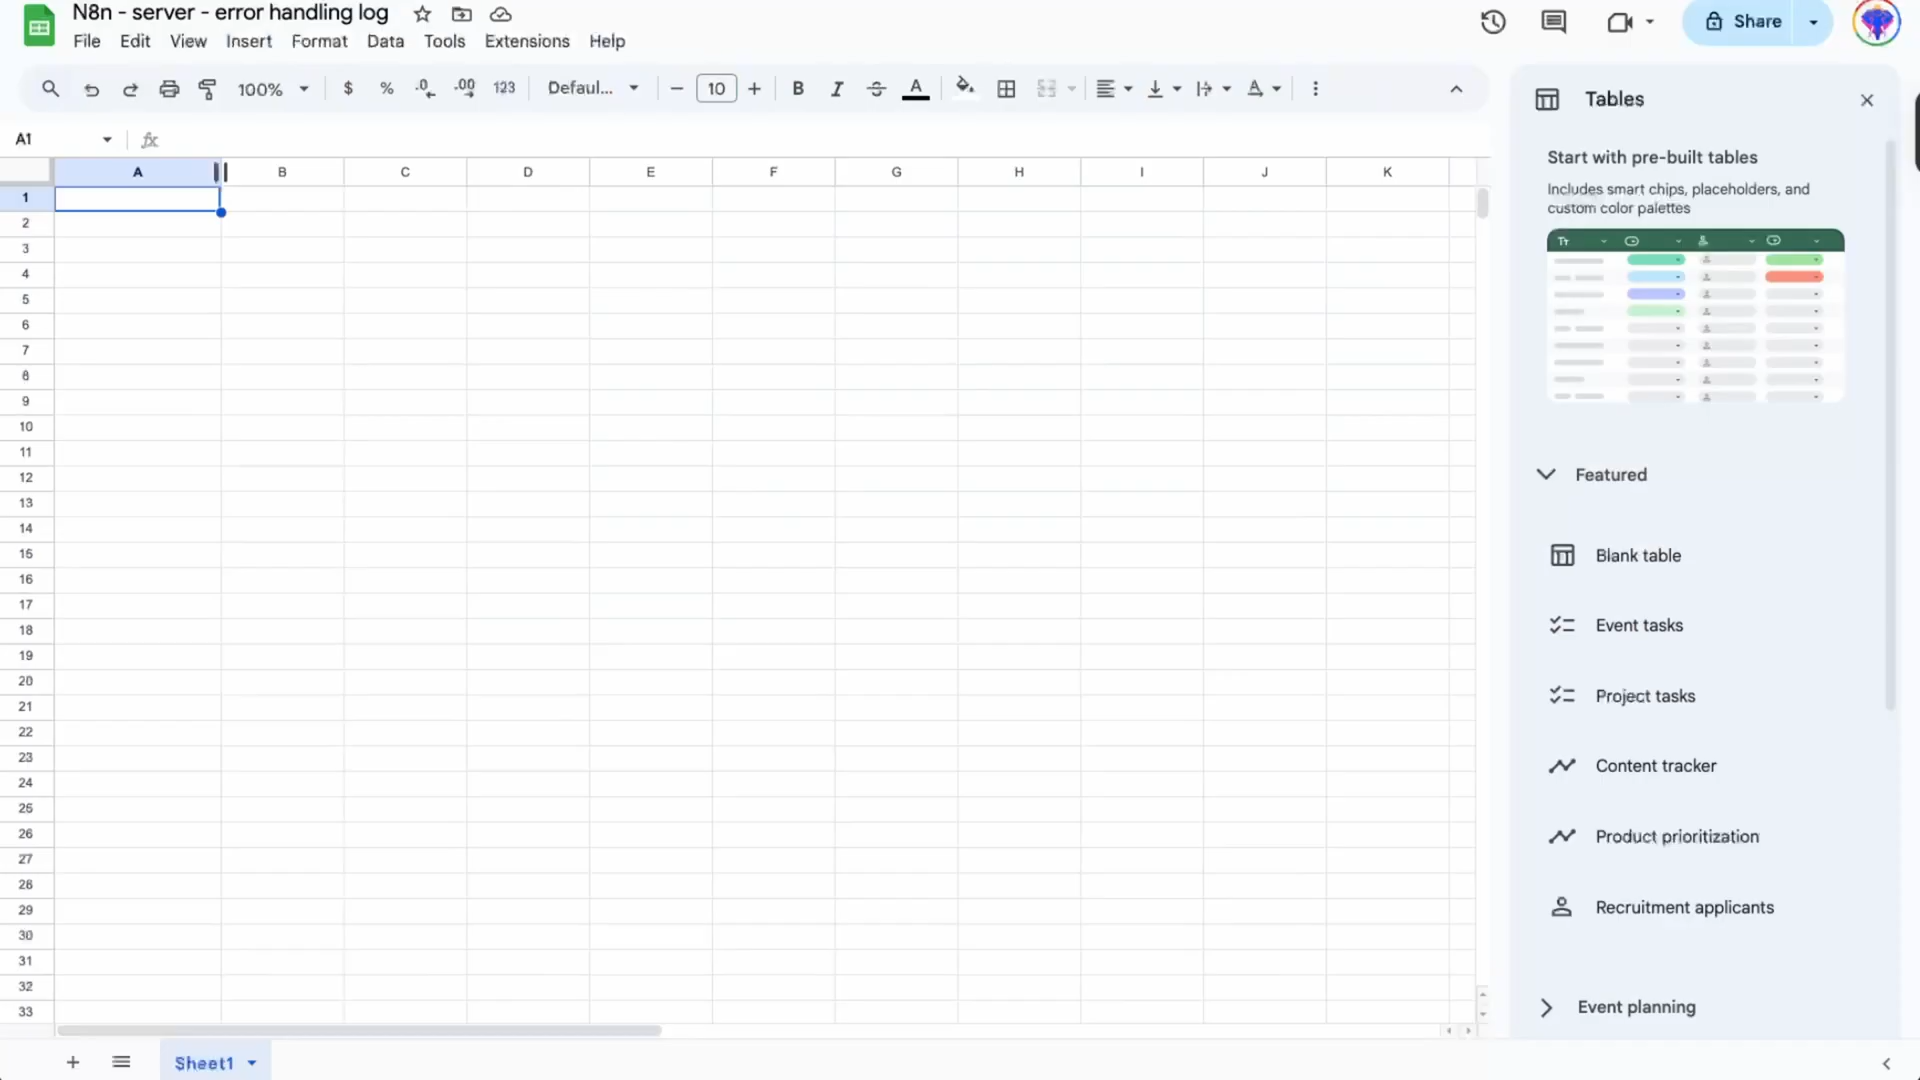 N8n - server - error handling log
File Edit View Insert Format Data Tools Extensions Help
Share
100% $ % .0 .00 123 Defaul... 10 B I S A
A1 fx
A B C D E F G H I J K
1
2
3
4
5
6
7
8
9
10
11
12
13
14
15
16
17
18
19
20
21
22
23
24
25
26
27
28
29
30
31
32
33
Sheet1
Tables
Start with pre-built tables
Includes smart chips, placeholders, and
custom color palettes
Tт
Featured
Blank table
Event tasks
Project tasks
Content tracker
Product prioritization
Recruitment applicants
Event planning